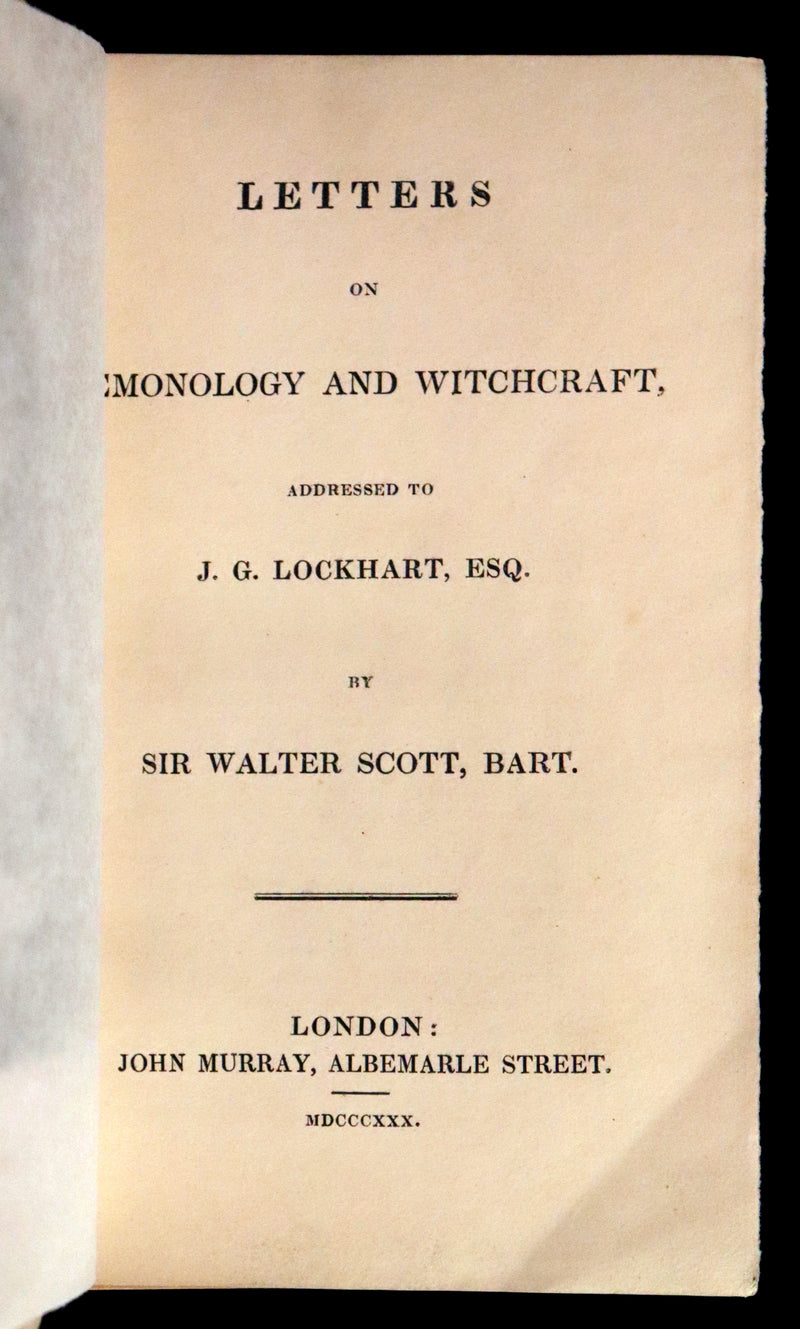 LETTERS
ON
EMONOLOGY AND WITCHCRAFT,
ADDRESSED TO
J. G. LOCKHART, ESQ.
BY
SIR WALTER SCOTT, BART.
LONDON:
JOHN MURRAY, ALBEMARLE STREET.
MDCCCXXX.